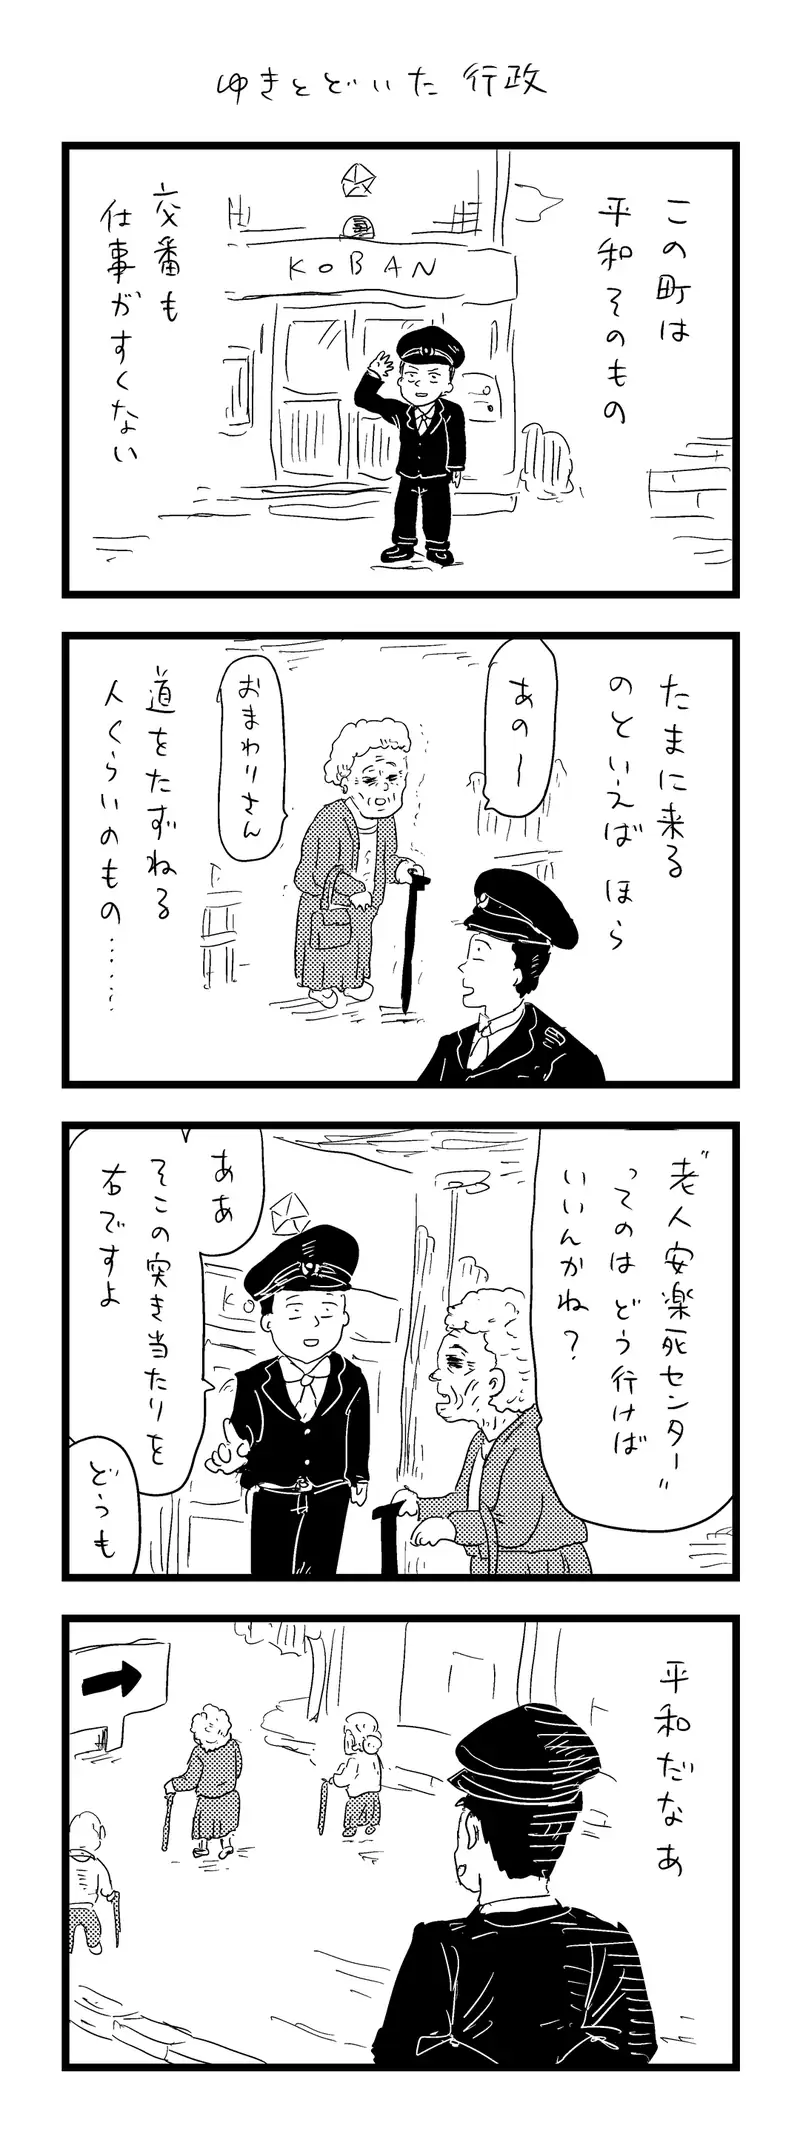 ゆきとどいた 行政
この町は
平和そのもの
KOBAN
交番も
仕事がすくない
たまに来る
のといえば ほら
あの〜
おまわりさん
道をたずねる
人くらいのもの……
"老人安楽死センター"
ってのは どう行けば
いいんかね？
ああ
そこの突き当たりを
右ですよ
KO
どうも
平和だなあ